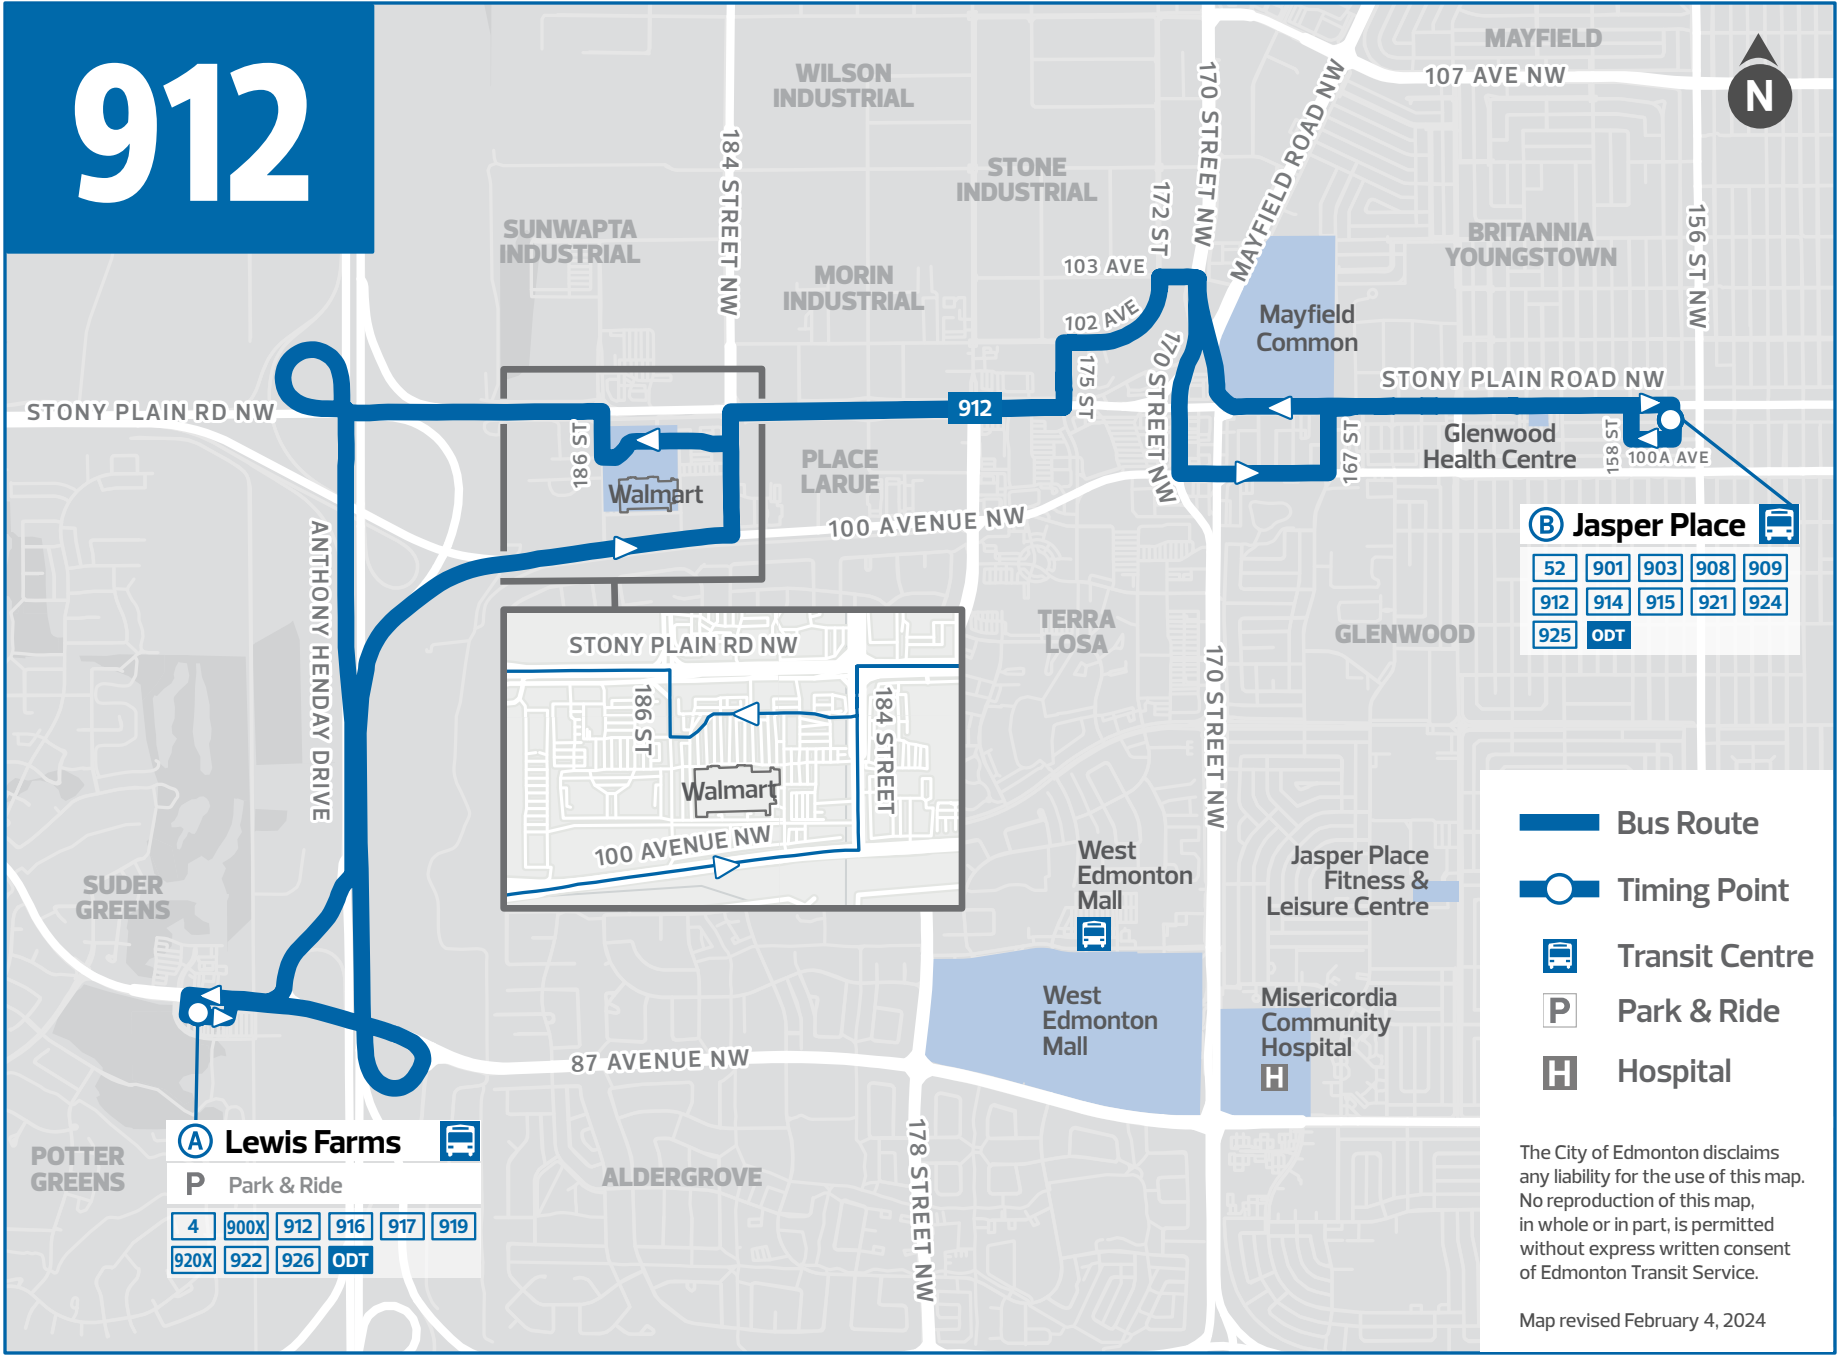 912
MAYFIELD
107 AVE NW
N
WILSON
INDUSTRIAL
170 STREET NW
MAYFIELD ROAD NW
184 STREET NW
STONE
INDUSTRIAL
172 ST
156 ST NW
SUNWAPTA
INDUSTRIAL
BRITANNIA
YOUNGSTOWN
103 AVE
MORIN
INDUSTRIAL
102 AVE
Mayfield
Common
170 STREET NW
175 ST
STONY PLAIN ROAD NW
STONY PLAIN RD NW
912
186 ST
Walmart
PLACE
LARUE
167 ST
Glenwood
Health Centre
158 ST
100A AVE
100 AVENUE NW
ANTHONY HENDAY DRIVE
B Jasper Place
52 901 903 908 909
912 914 915 921 924
925 ODT
STONY PLAIN RD NW
186 ST
184 STREET
Walmart
100 AVENUE NW
TERRA
LOSA
GLENWOOD
170 STREET NW
SUDER
GREENS
West
Edmonton
Mall
Jasper Place
Fitness &
Leisure Centre
West
Edmonton
Mall
Misericordia
Community
Hospital
H
87 AVENUE NW
178 STREET NW
ALDERGROVE
POTTER
GREENS
A Lewis Farms
P Park & Ride
4 900X 912 916 917 919
920X 922 926 ODT
Bus Route
Timing Point
Transit Centre
P Park & Ride
H Hospital
The City of Edmonton disclaims
any liability for the use of this map.
No reproduction of this map,
in whole or in part, is permitted
without express written consent
of Edmonton Transit Service.
Map revised February 4, 2024